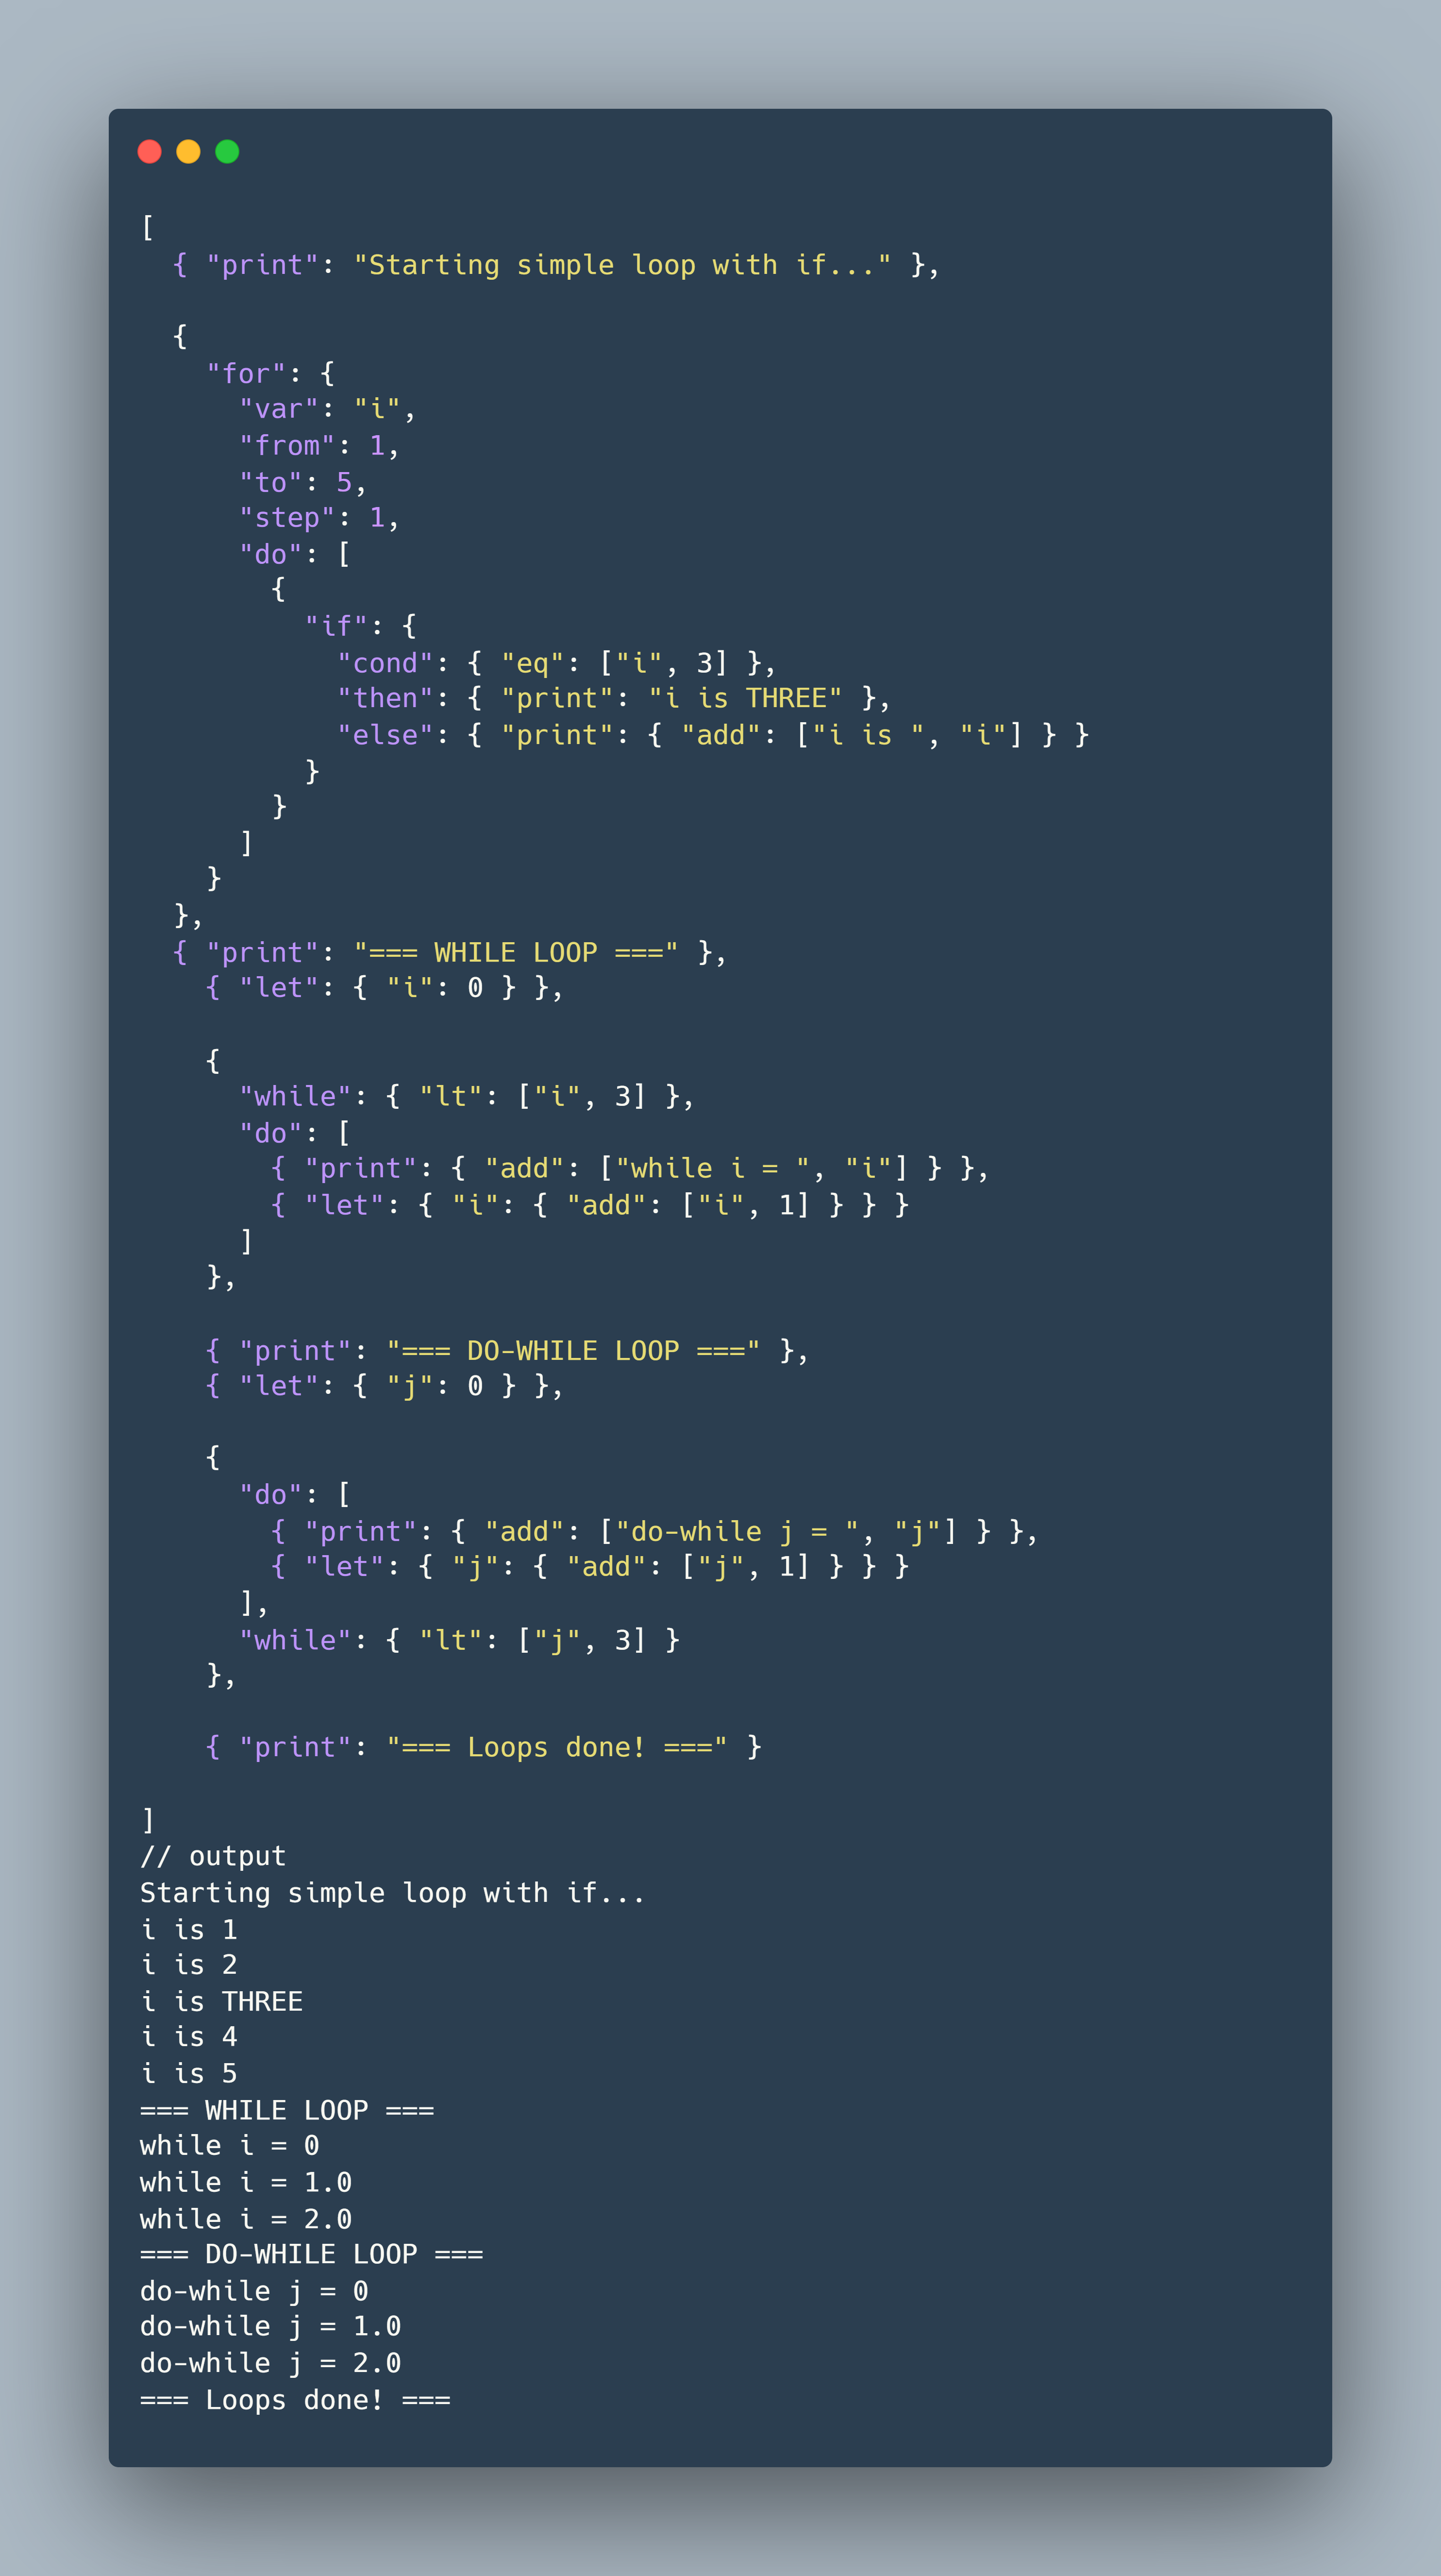 [
  { "print": "Starting simple loop with if..." },

  {
    "for": {
      "var": "i",
      "from": 1,
      "to": 5,
      "step": 1,
      "do": [
        {
          "if": {
            "cond": { "eq": ["i", 3] },
            "then": { "print": "i is THREE" },
            "else": { "print": { "add": ["i is ", "i"] } }
          }
        }
      ]
    }
  },
  { "print": "=== WHILE LOOP ===" },
    { "let": { "i": 0 } },

    {
      "while": { "lt": ["i", 3] },
      "do": [
        { "print": { "add": ["while i = ", "i"] } },
        { "let": { "i": { "add": ["i", 1] } } }
      ]
    },

    { "print": "=== DO-WHILE LOOP ===" },
    { "let": { "j": 0 } },

    {
      "do": [
        { "print": { "add": ["do-while j = ", "j"] } },
        { "let": { "j": { "add": ["j", 1] } } }
      ],
      "while": { "lt": ["j", 3] }
    },

    { "print": "=== Loops done! ===" }

]
// output
Starting simple loop with if...
i is 1
i is 2
i is THREE
i is 4
i is 5
=== WHILE LOOP ===
while i = 0
while i = 1.0
while i = 2.0
=== DO-WHILE LOOP ===
do-while j = 0
do-while j = 1.0
do-while j = 2.0
=== Loops done! ===